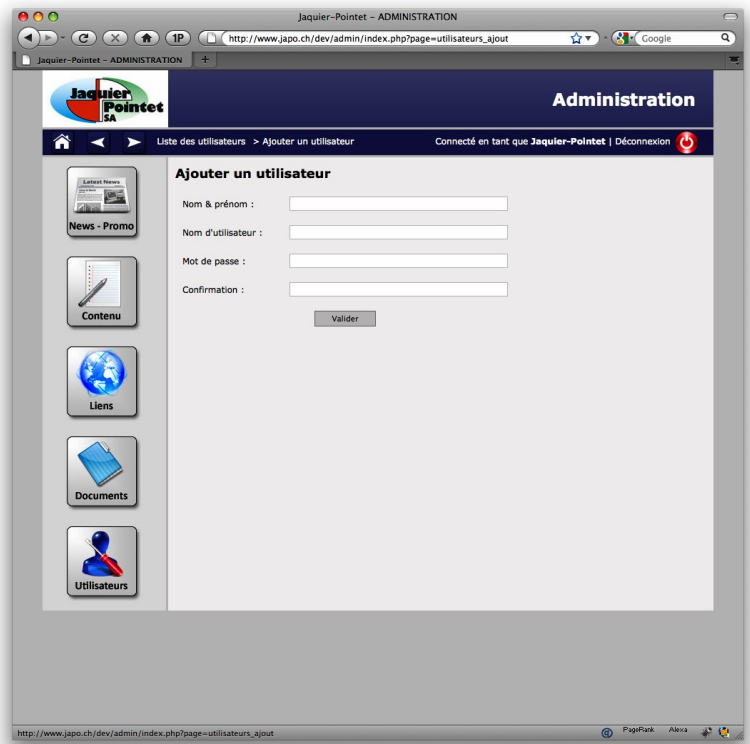 Jaquier-Pointet – ADMINISTRATION
1P
http://www.japo.ch/dev/admin/index.php?page=utilisateurs_ajout
Google
Jaquier-Pointet – ADMINISTRATION
Jaquier
Pointet
SA
Administration
Liste des utilisateurs > Ajouter un utilisateur
Connecté en tant que Jaquier-Pointet | Déconnexion
Latest News
News - Promo
Contenu
Liens
Documents
Utilisateurs
Ajouter un utilisateur
Nom & prénom :
Nom d'utilisateur :
Mot de passe :
Confirmation :
Valider
http://www.japo.ch/dev/admin/index.php?page=utilisateurs_ajout
PageRank Alexa